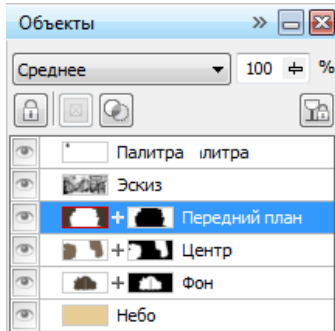 Объекты »
Среднее 100 %
Палитра литра
Эскиз
Передний план
Центр
Фон
Небо